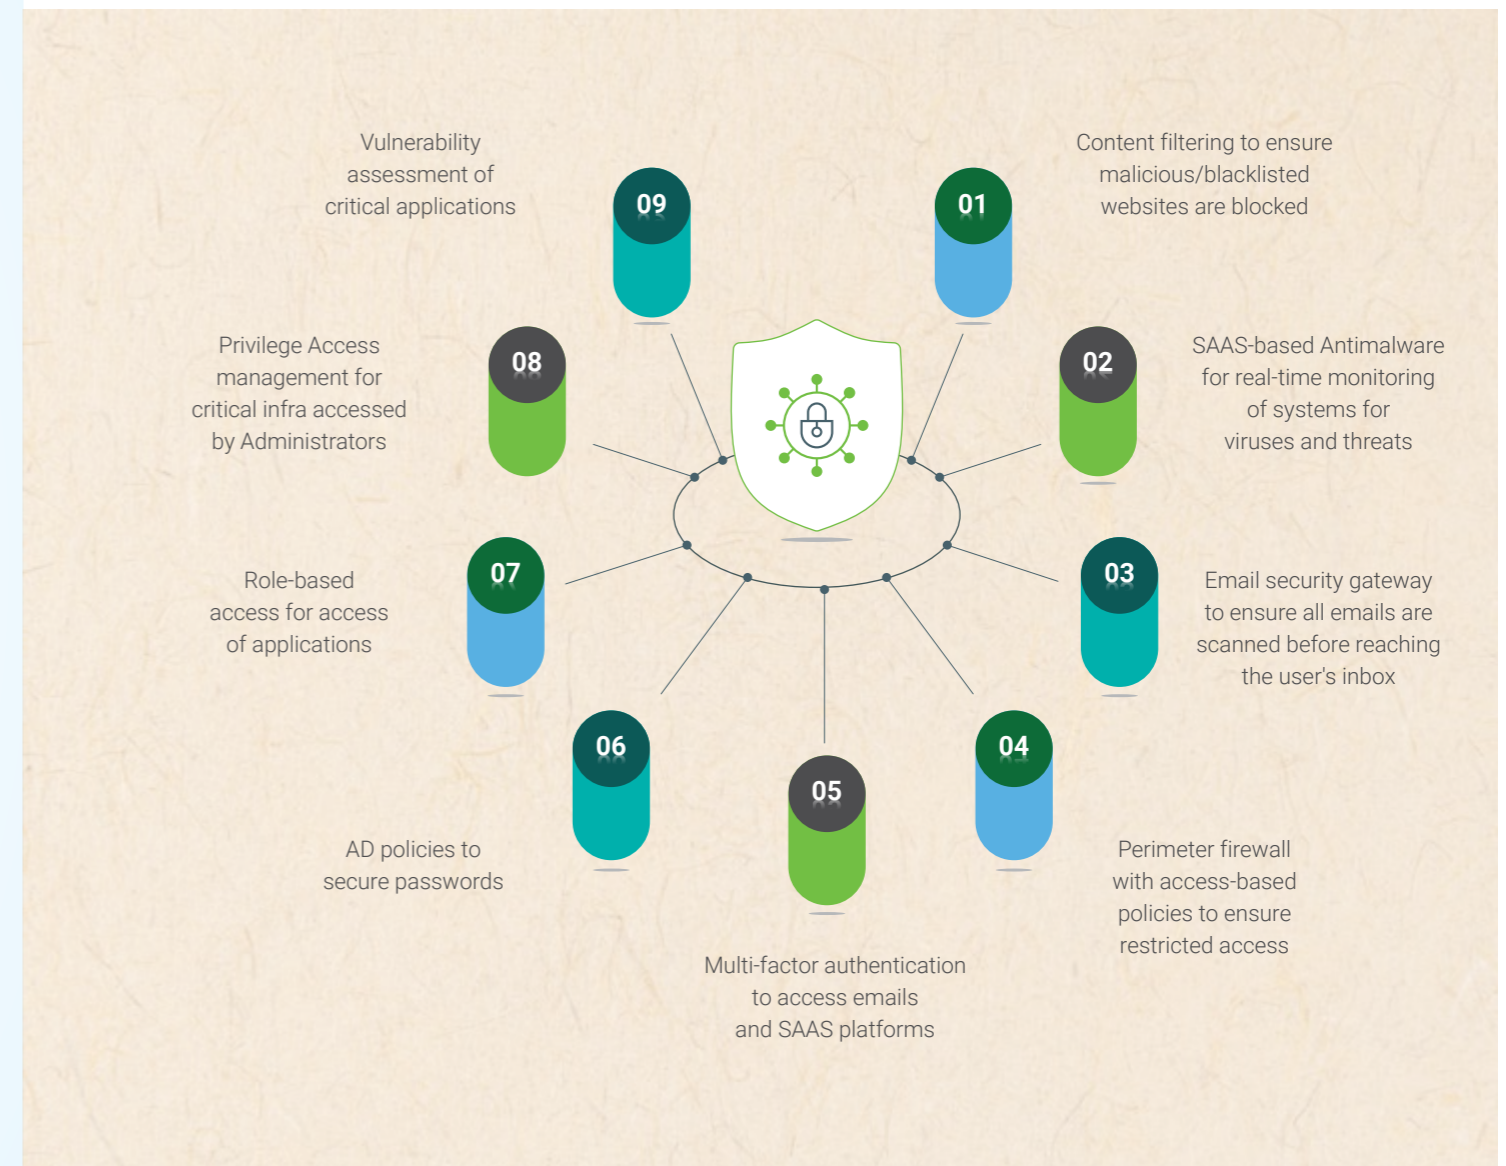 01
Content filtering to ensure
malicious/blacklisted
websites are blocked
02
SAAS-based Antimalware
for real-time monitoring
of systems for
viruses and threats
03
Email security gateway
to ensure all emails are
scanned before reaching
the user's inbox
04
Perimeter firewall
with access-based
policies to ensure
restricted access
05
Multi-factor authentication
to access emails
and SAAS platforms
06
AD policies to
secure passwords
07
Role-based
access for access
of applications
08
Privilege Access
management for
critical infra accessed
by Administrators
09
Vulnerability
assessment of
critical applications